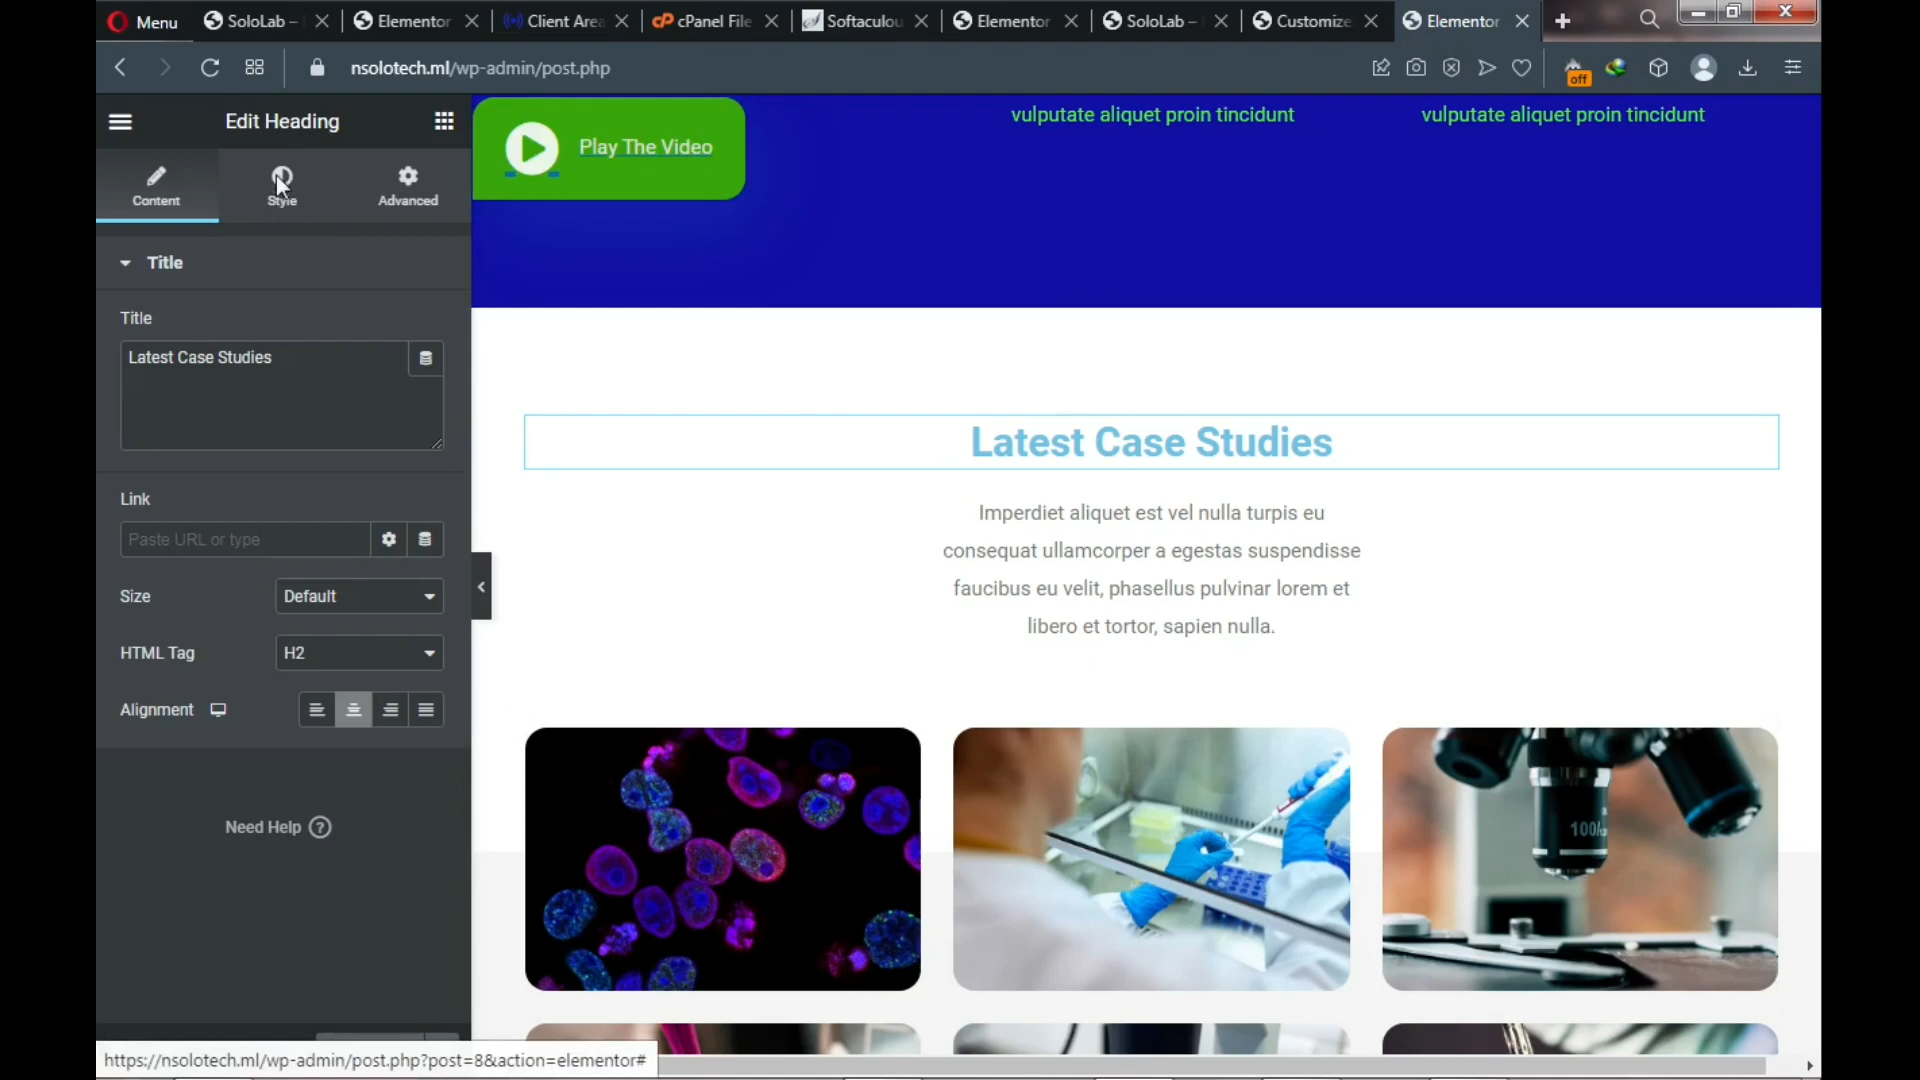 Menu
SoloLab –
Elementor
Client Area
cPanel File
Softaculou
Elementor
SoloLab –
Customize
Elementor
nsolotech.ml/wp-admin/post.php
off
Edit Heading
Content
Style
Advanced
Title
Title
Latest Case Studies
Link
Paste URL or type
Size
Default
HTML Tag
H2
Alignment
Need Help
https://nsolotech.ml/wp-admin/post.php?post=8&action=elementor#
Play The Video
vulputate aliquet proin tincidunt
vulputate aliquet proin tincidunt
Latest Case Studies
Imperdiet aliquet est vel nulla turpis eu
consequat ullamcorper a egestas suspendisse
faucibus eu velit, phasellus pulvinar lorem et
libero et tortor, sapien nulla.